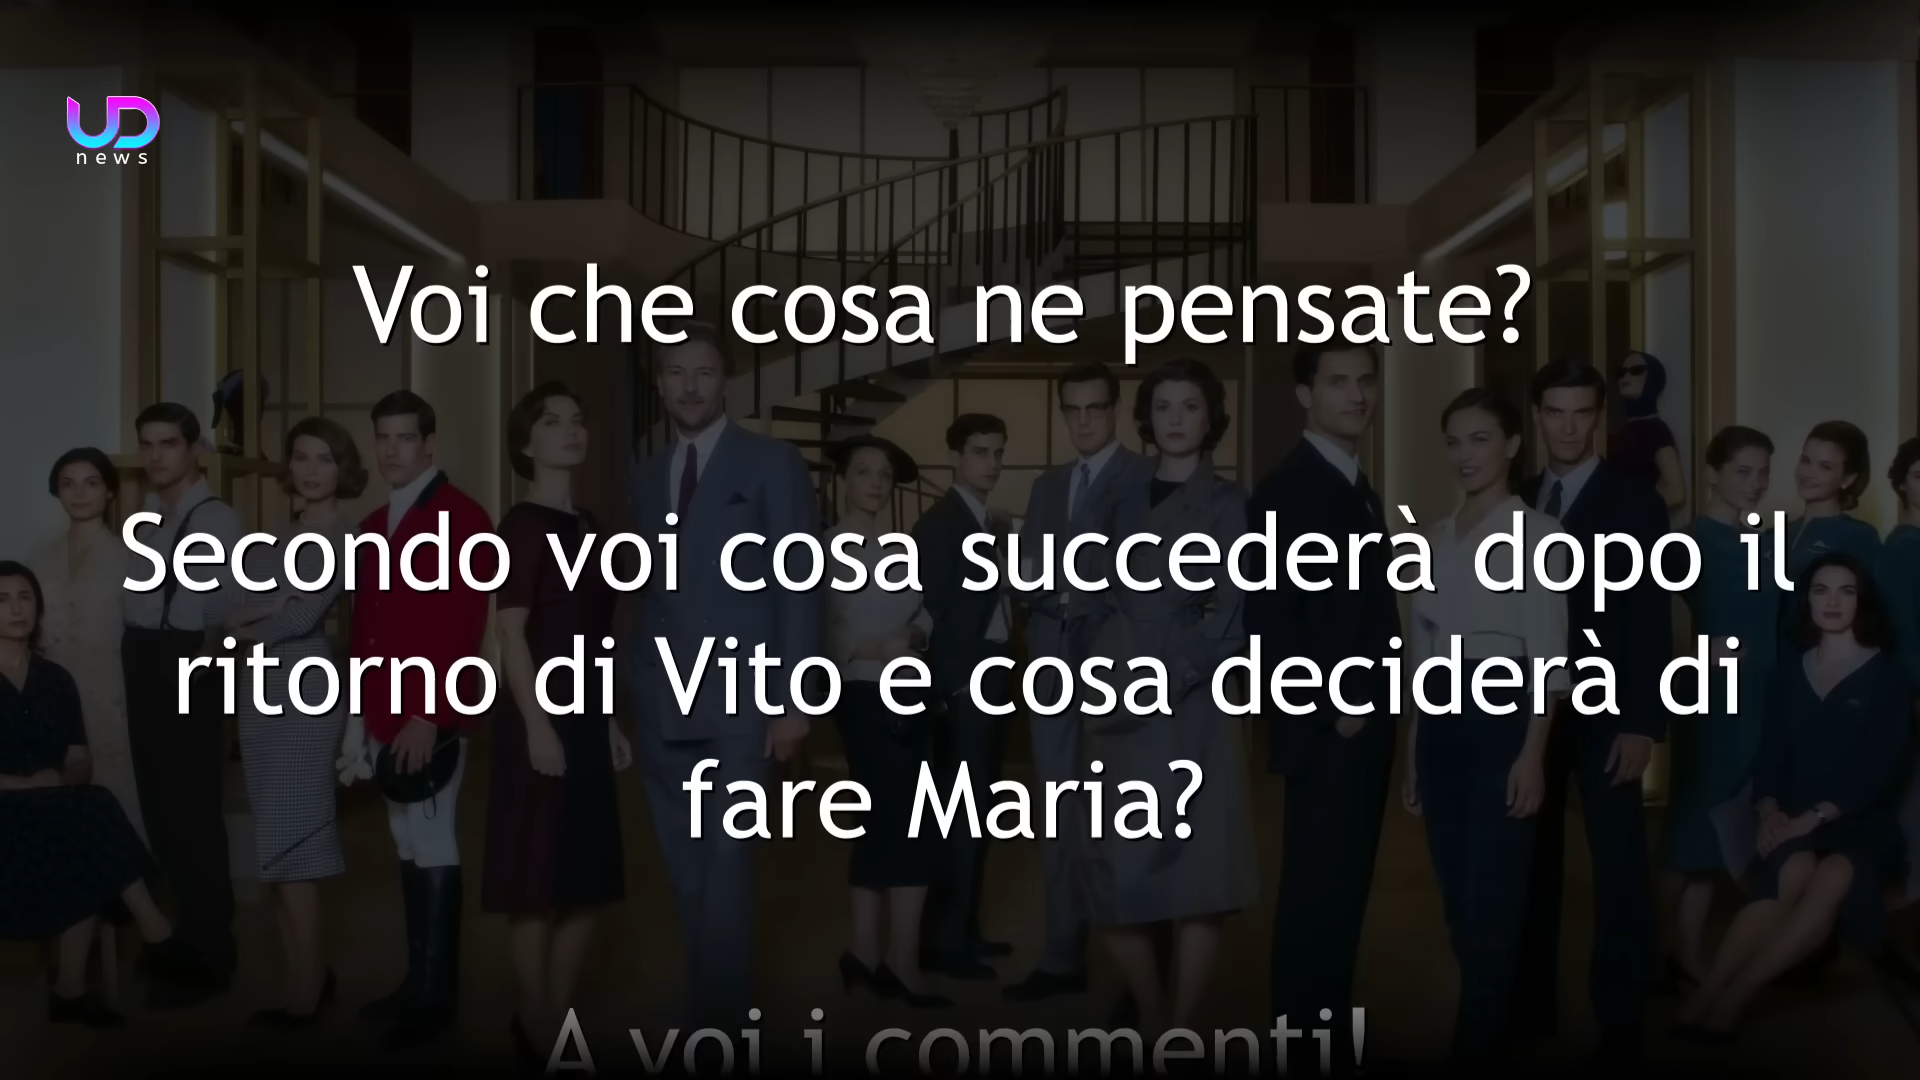 UD
news
Voi che cosa ne pensate?
Secondo voi cosa succederà dopo il
ritorno di Vito e cosa deciderà di
fare Maria?
A voi i commenti!